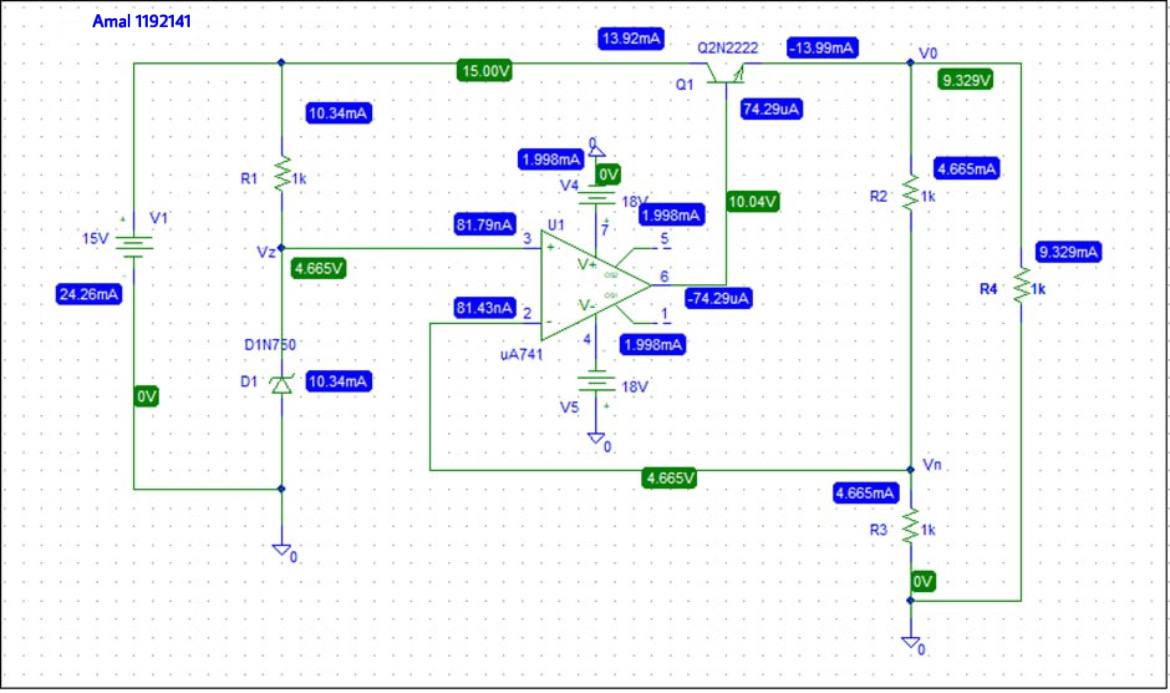 Amal 1192141
13.92mA
Q2N2222
-13.99mA
V0
15.00V
Q1
9.329V
10.34mA
74.29uA
0
1.998mA
0V
4.665mA
R1
1k
V4
18V
R2
1k
10.04V
+
V1
81.79nA
U1
+
7
1.998mA
15V
3
+
5
Vz
V+
9.329mA
4.665V
OS2
6
24.26mA
81.43nA
OS1
-74.29uA
R4
1k
2
-
V-
1
D1N750
uA741
4
1.998mA
D1
10.34mA
18V
0V
V5
+
0
Vn
4.665V
4.665mA
R3
1k
0
0V
0